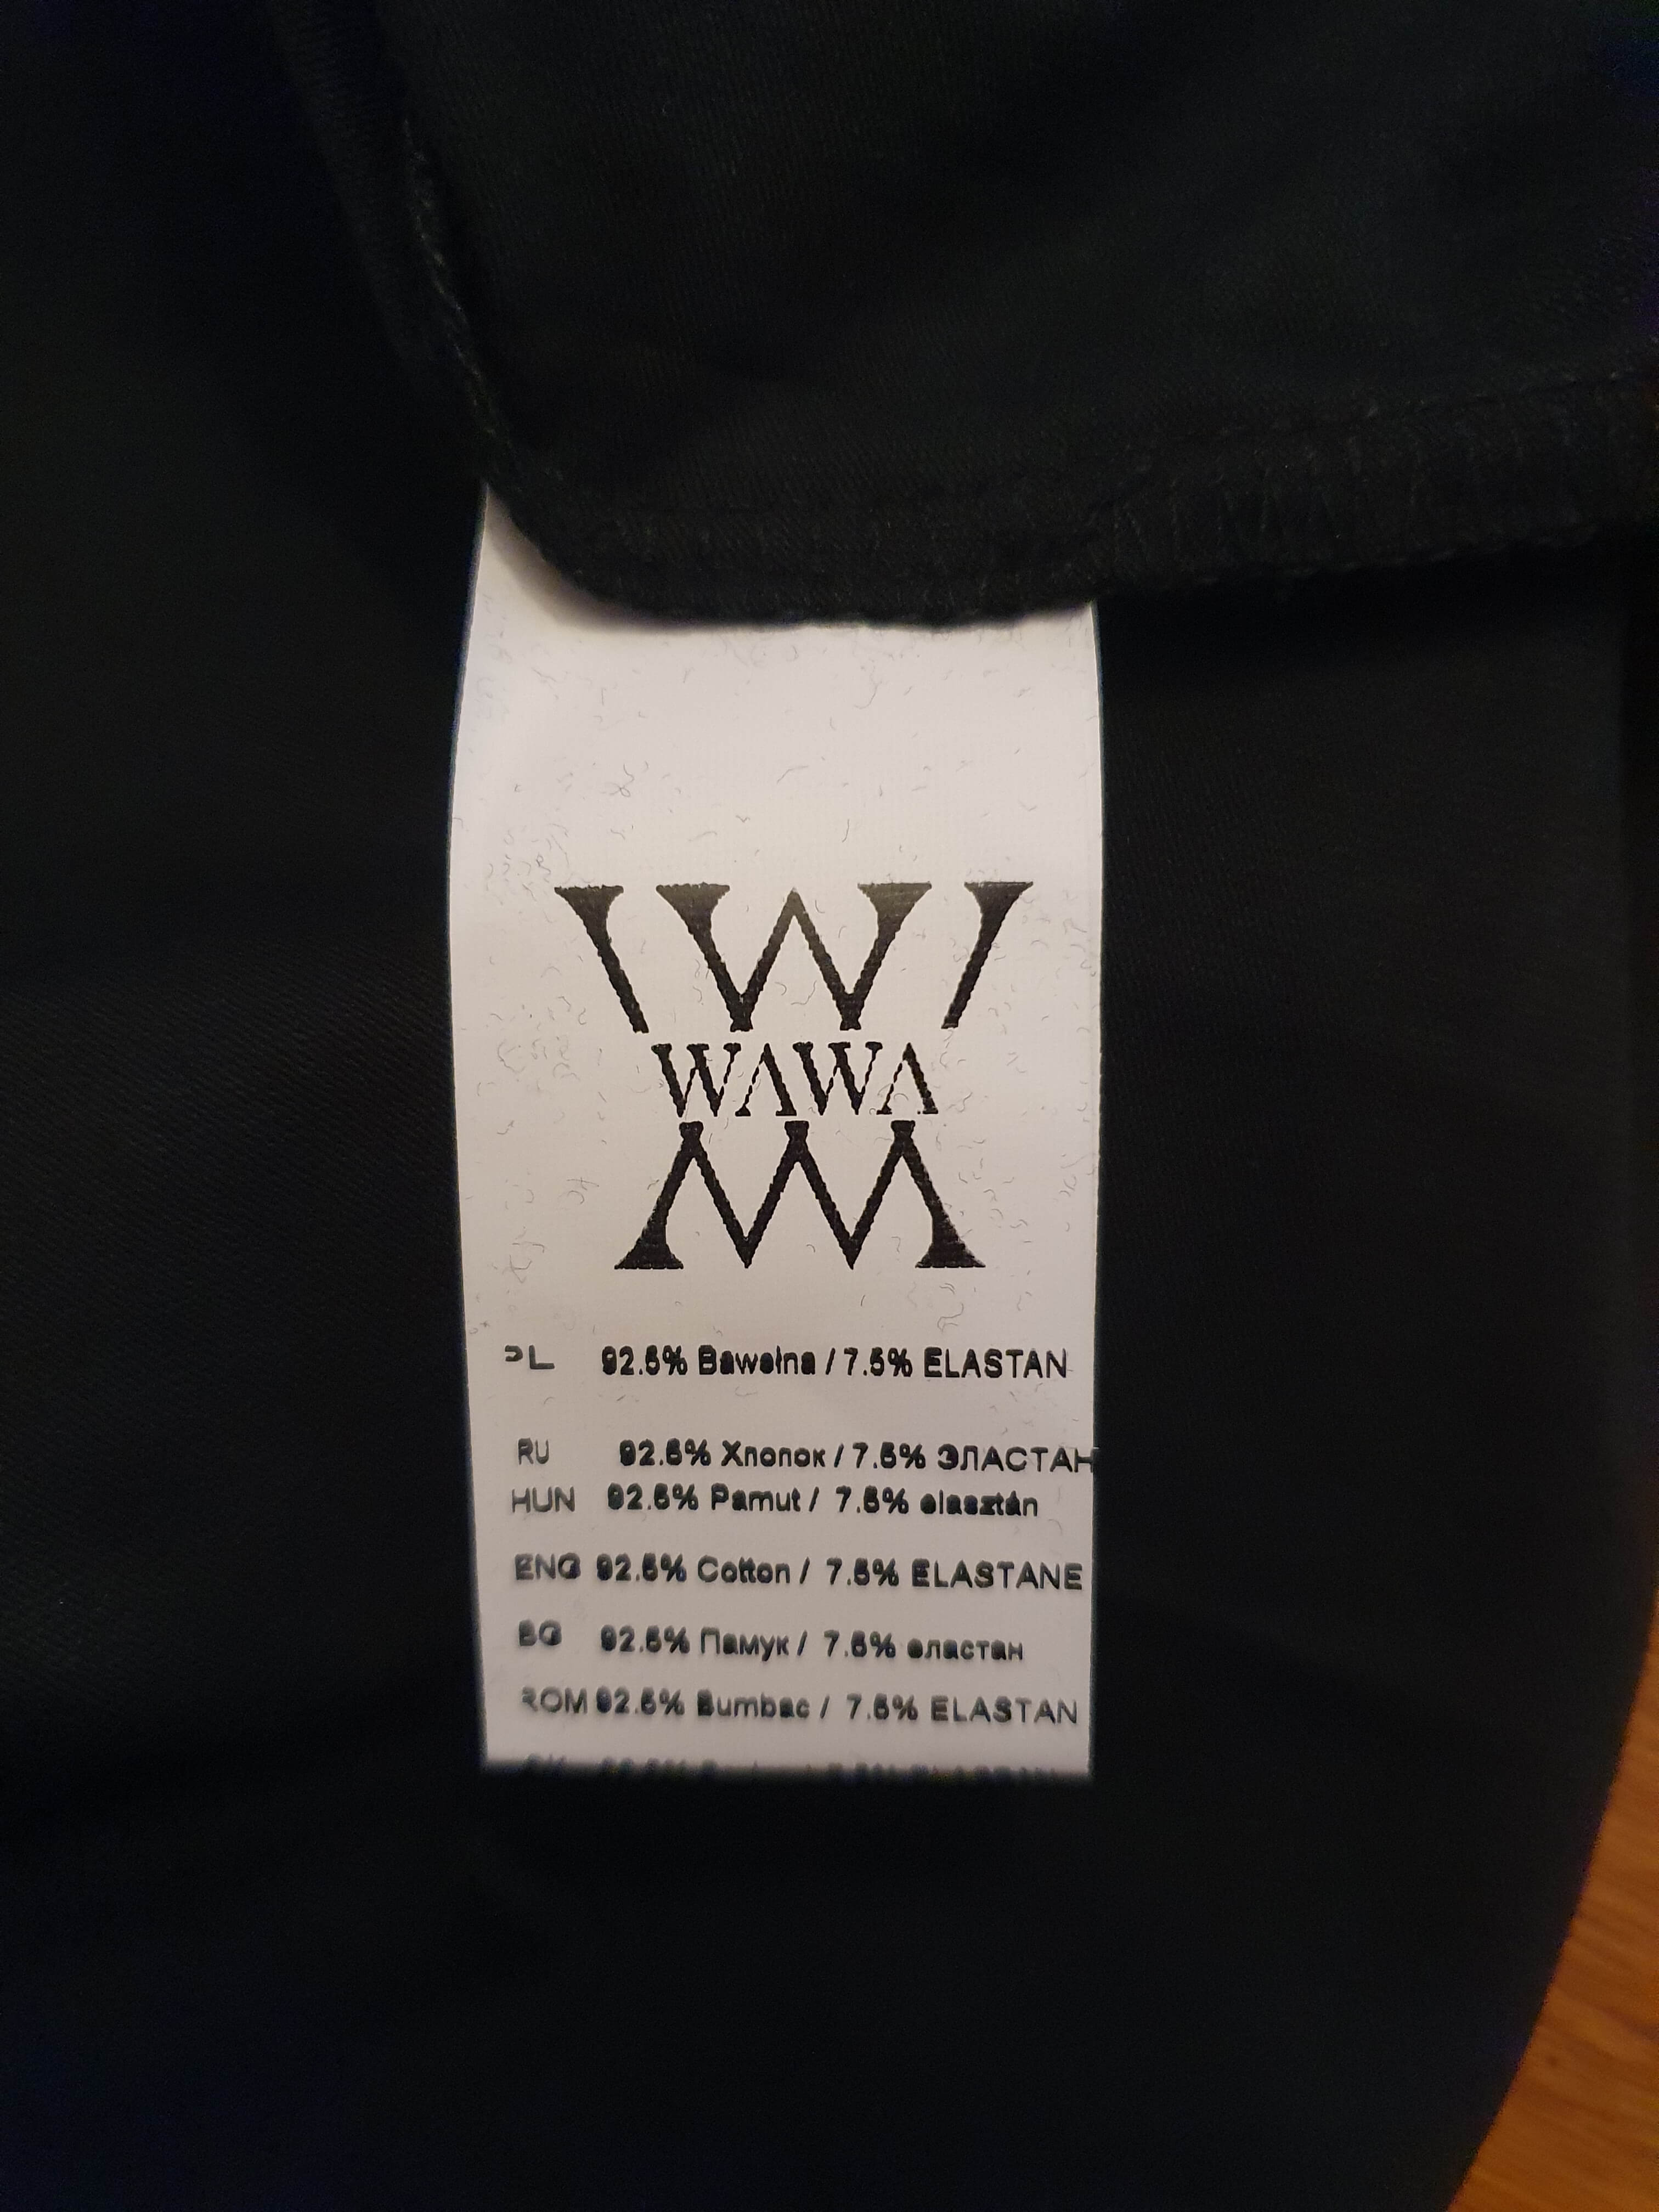 WAWA
PL 92.5% Bawełna / 7.5% ELASTAN
RU 92.5% Хлопок / 7.5% ЭЛАСТАН
HUN 92.5% Pamut / 7.5% elasztán
ENG 92.5% Cotton / 7.5% ELASTANE
BG 92.5% Памук / 7.5% еластан
ROM 92.5% Bumbac / 7.5% ELASTAN